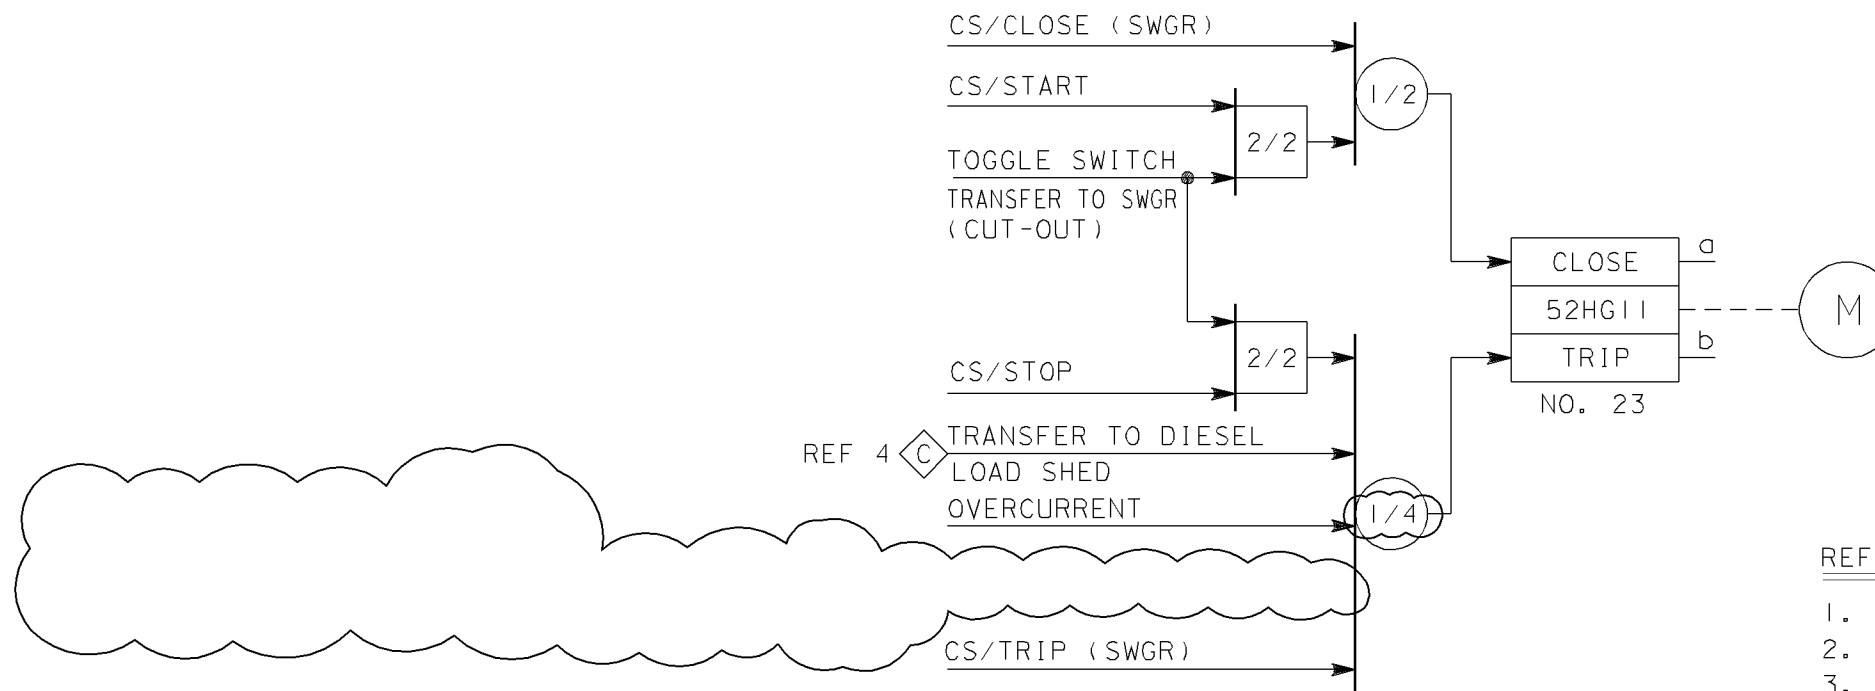 CS/CLOSE (SWGR)
CS/START
1/2
2/2
TOGGLE SWITCH
TRANSFER TO SWGR
(CUT-OUT)
a
CLOSE
52HG11
M
2/2
TRIP
b
CS/STOP
NO. 23
REF 4
C
TRANSFER TO DIESEL
LOAD SHED
OVERCURRENT
1/4
REF
1.
2.
3.
CS/TRIP (SWGR)